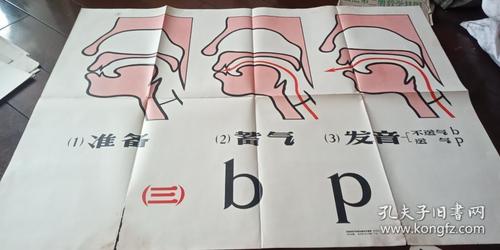 (1) 准备 (2) 蓄气 (3) 发音 不送气 b
送气 p
(三) b p
孔夫子旧书网
www.kongfz.com